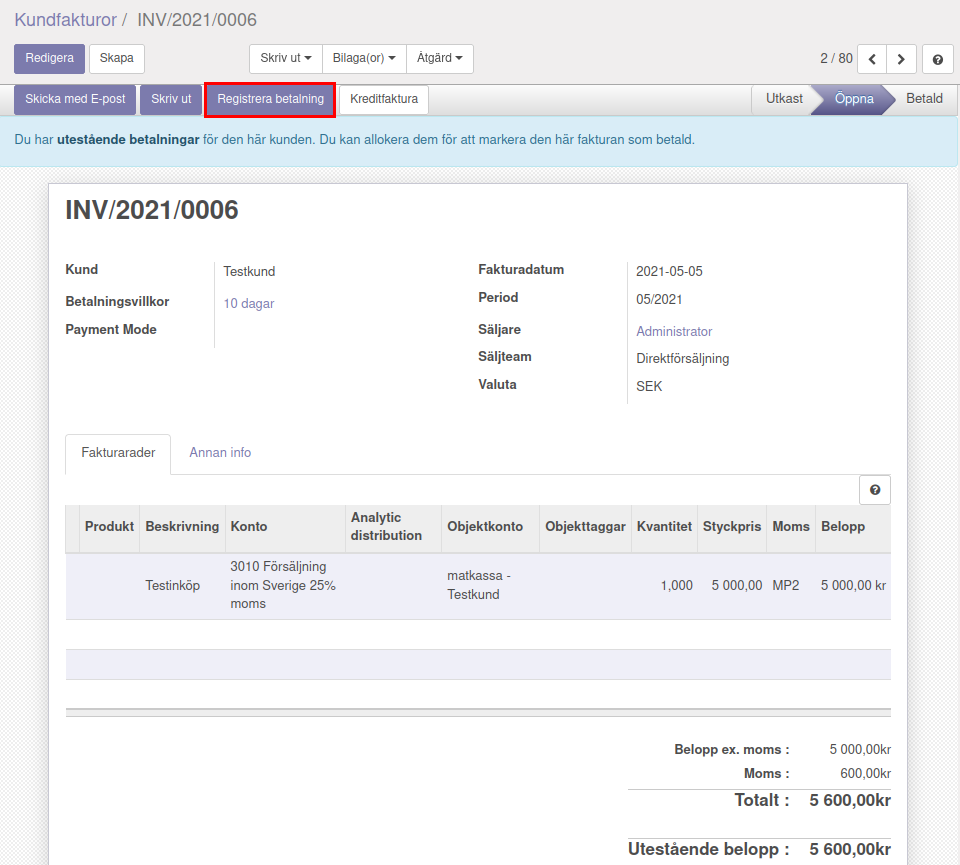 Kundfakturor / INV/2021/0006
Redigera Skapa Skriv ut Bilaga(or) Åtgärd 2 / 80
Skicka med E-post Skriv ut Registrera betalning Kreditfaktura Utkast Öppna Betald
Du har utestående betalningar för den här kunden. Du kan allokera dem för att markera den här fakturan som betald.
INV/2021/0006
Kund Testkund
Betalningsvillkor 10 dagar
Payment Mode
Fakturadatum 2021-05-05
Period 05/2021
Säljare Administrator
Säljteam Direktförsäljning
Valuta SEK
Fakturarader Annan info
Produkt Beskrivning Konto Analytic distribution Objektkonto Objekttaggar Kvantitet Styckpris Moms Belopp
Testinköp 3010 Försäljning inom Sverige 25% moms matkassa - Testkund 1,000 5 000,00 MP2 5 000,00 kr
Belopp ex. moms : 5 000,00kr
Moms : 600,00kr
Totalt : 5 600,00kr
Utestående belopp : 5 600,00kr